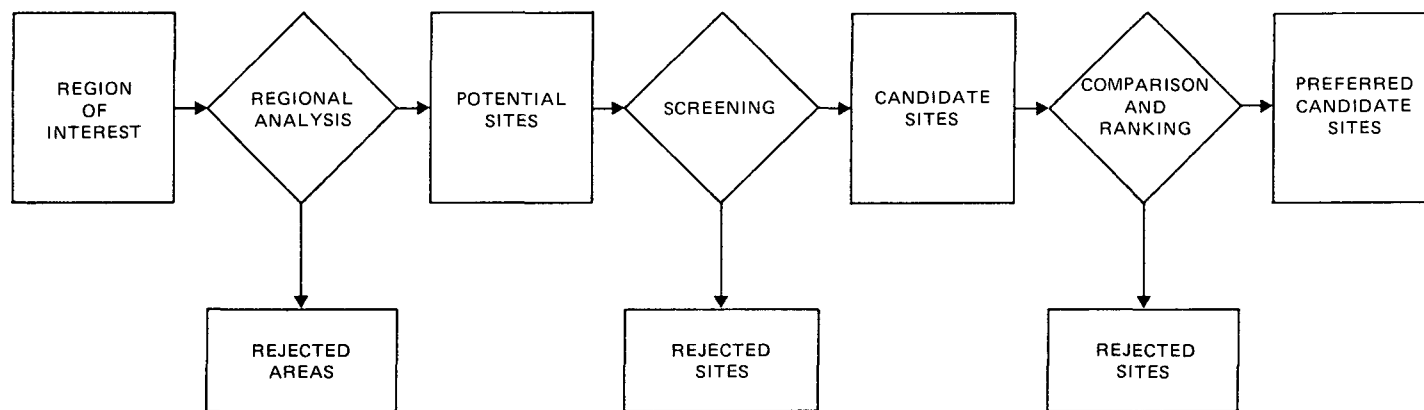 REGION
OF
INTEREST
REGIONAL
ANALYSIS
POTENTIAL
SITES
SCREENING
CANDIDATE
SITES
COMPARISON
AND
RANKING
PREFERRED
CANDIDATE
SITES
REJECTED
AREAS
REJECTED
SITES
REJECTED
SITES